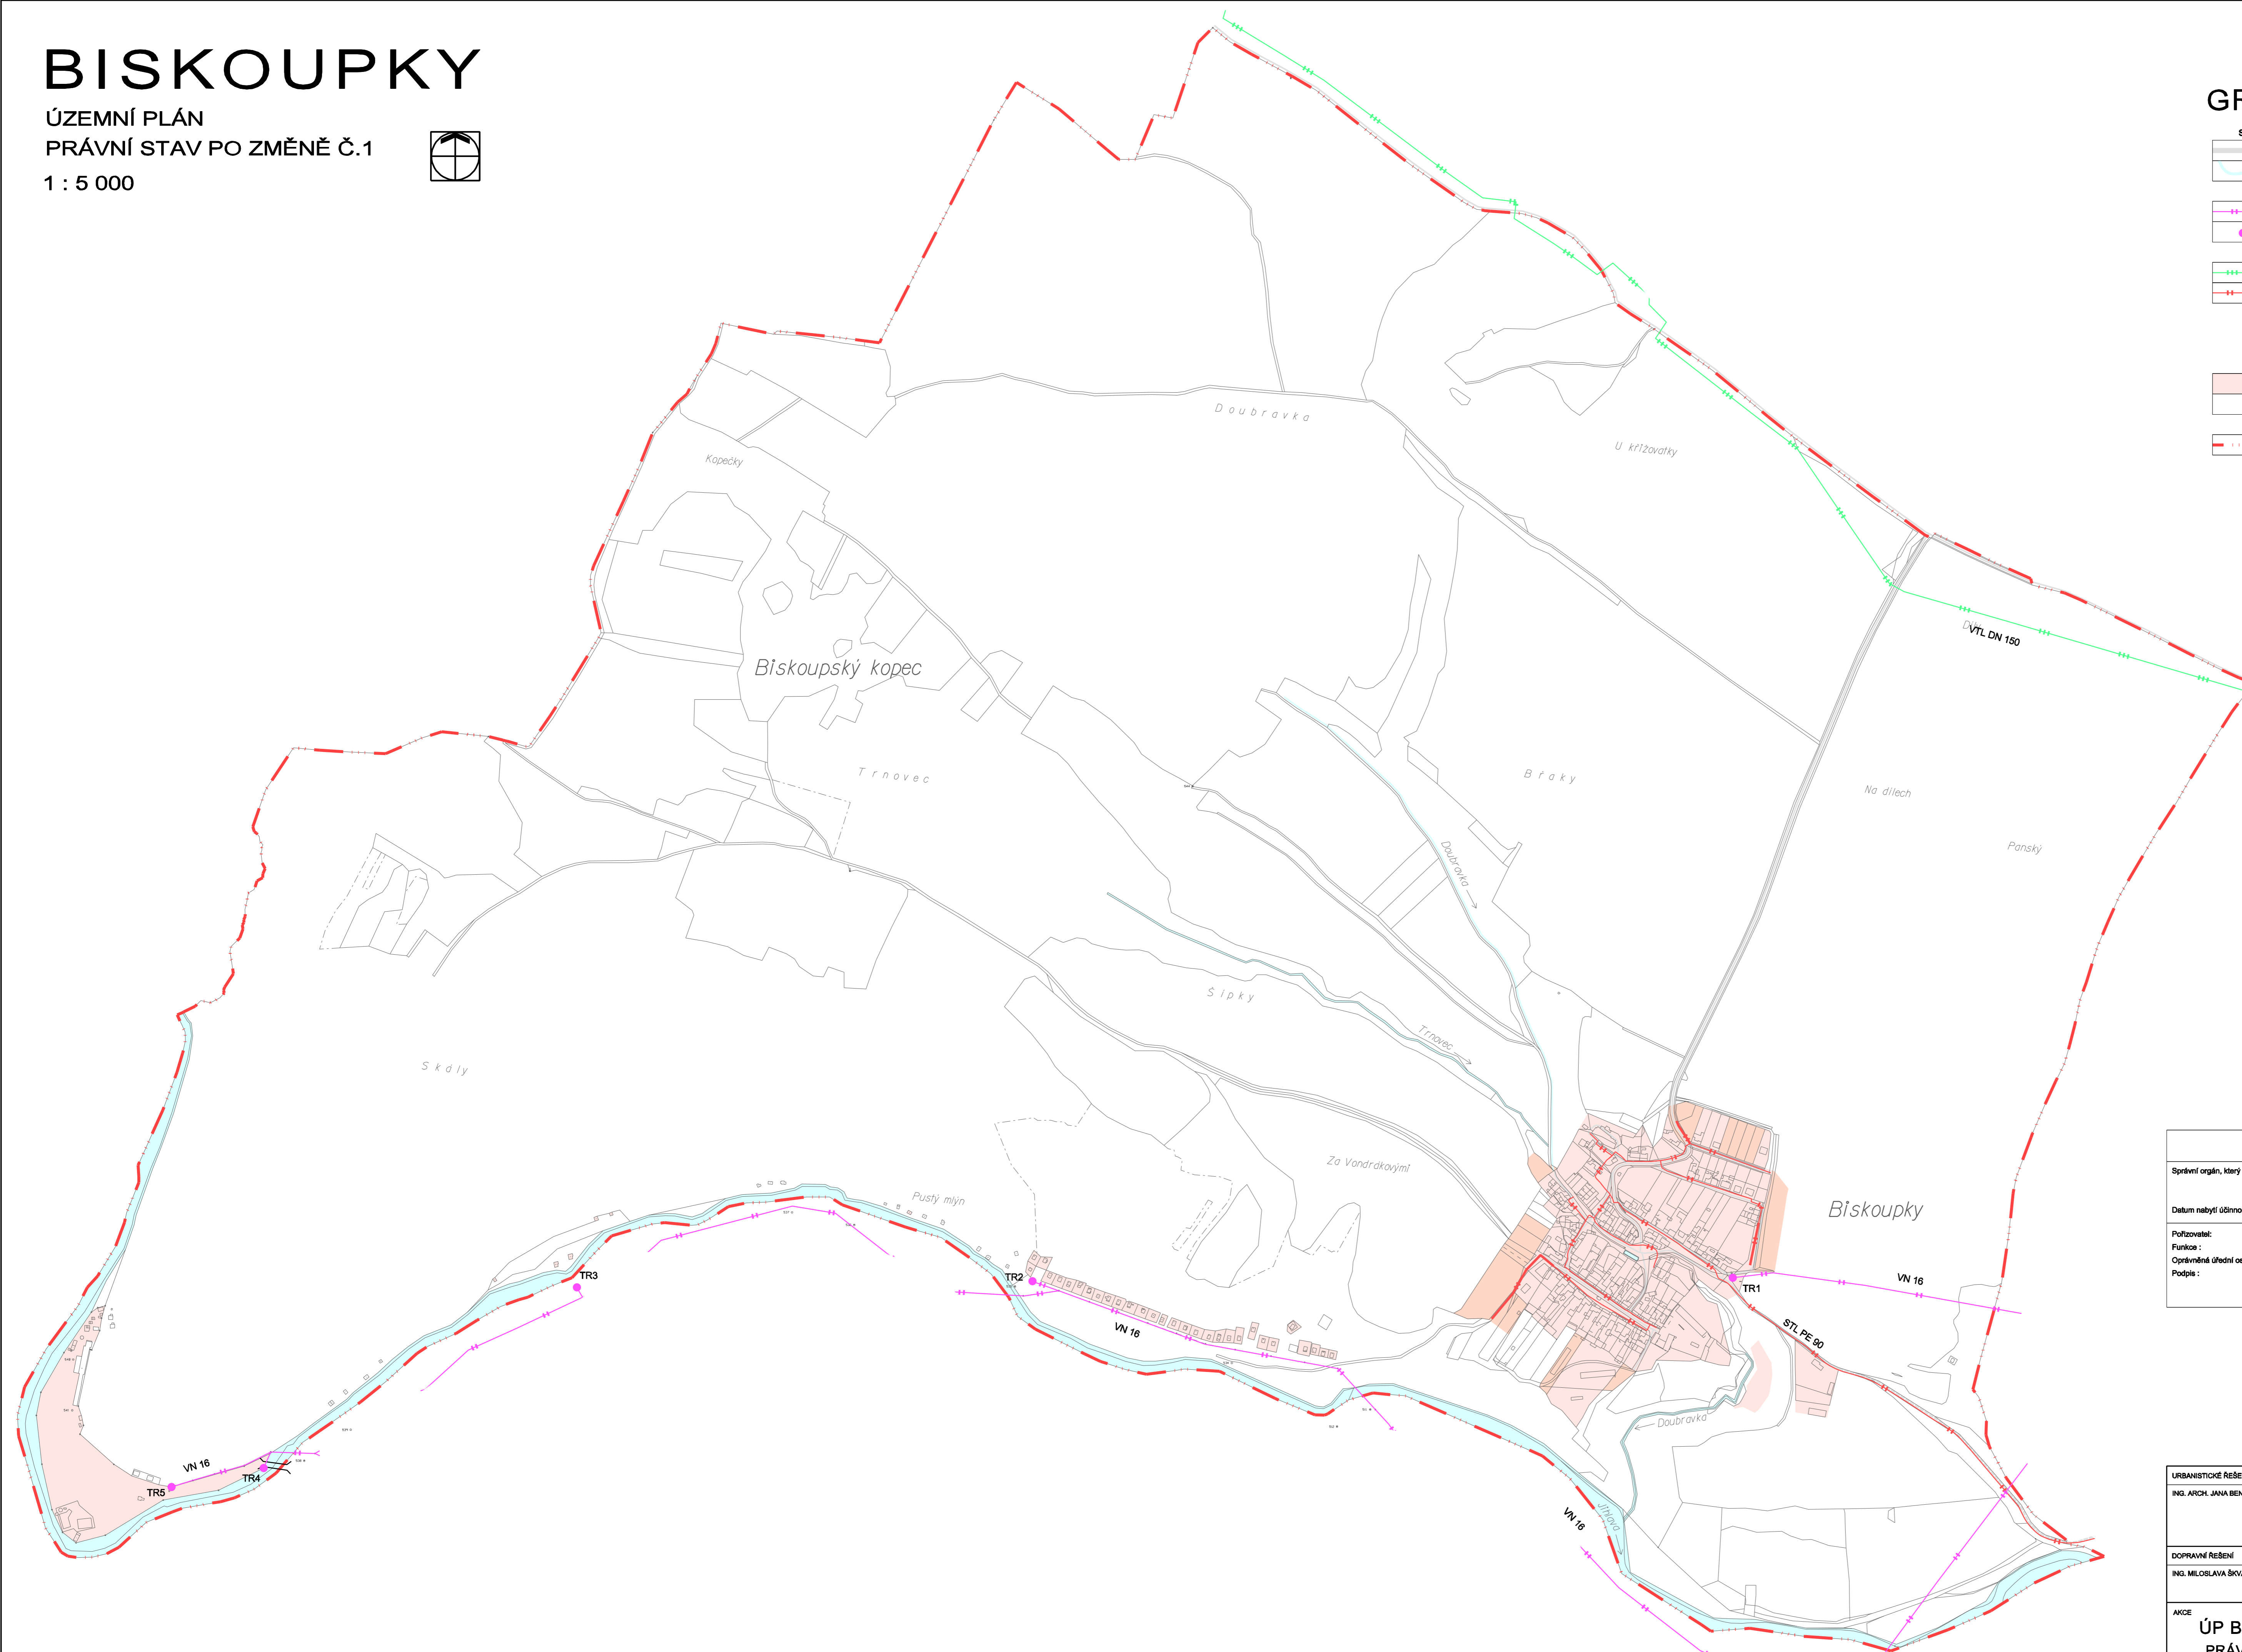 BISKOUPKY
ÚZEMNÍ PLÁN
PRÁVNÍ STAV PO ZMĚNĚ Č.1
1 : 5 000
Doubravka
U křižovatky
Kopečky
VTL DN 150
Biskoupský kopec
Trnovec
Břaky
Na dílech
Panský
Doubravka
Šipky
Trnovec
Skály
Za Vondrákovými
Pustý mlýn
Biskoupky
TR3
TR2
TR1
VN 16
VN 16
STL PE 90
Doubravka
VN 16
TR4
TR5
VN 16
Jihlava
Správní orgán, který
Datum nabytí účinno
Pořizovatel:
Funkce :
Oprávněná úřední os
Podpis :
URBANISTICKÉ ŘEŠE
ING. ARCH. JANA BEN
DOPRAVNÍ ŘEŠENÍ
ING. MILOSLAVA ŠKV
AKCE
ÚP B
PRÁV